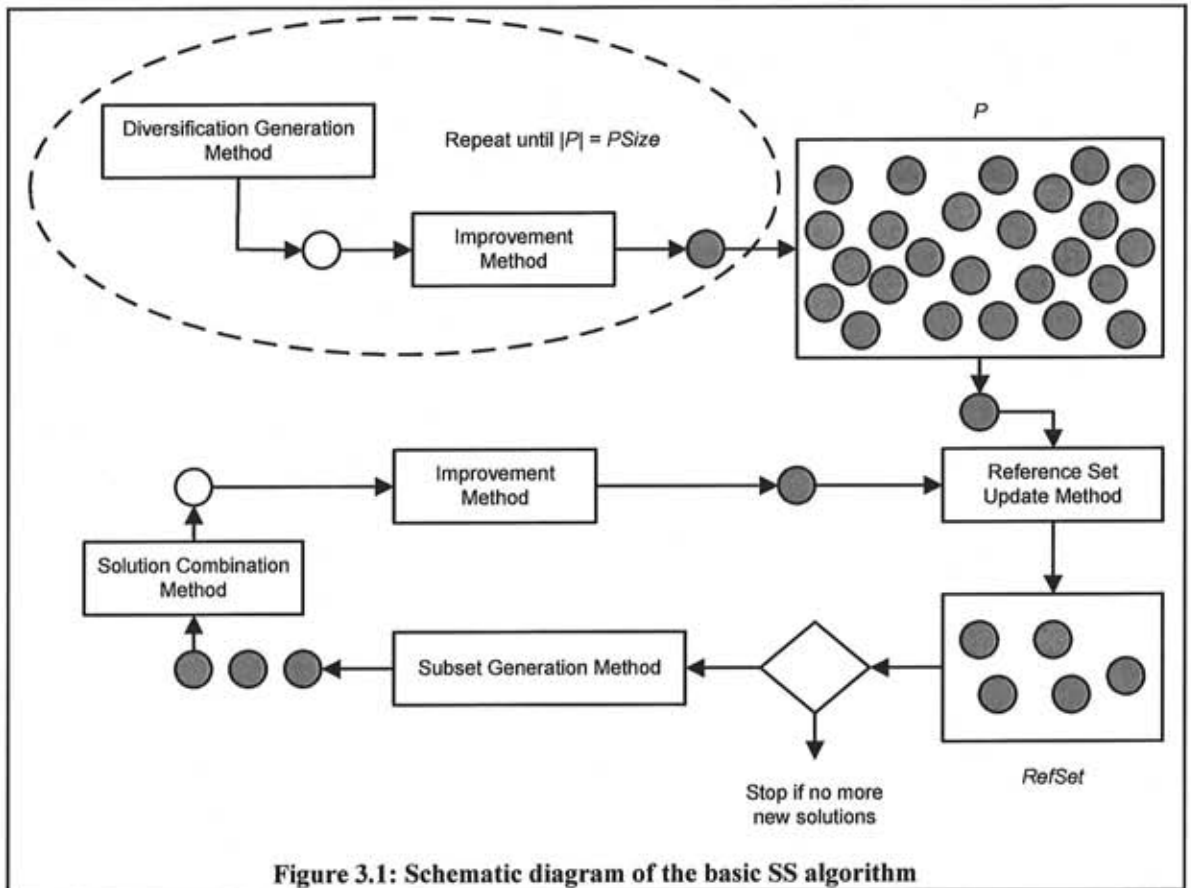 Diversification Generation
Method
Repeat until |P| = PSize
P
Improvement
Method
Improvement
Method
Reference Set
Update Method
Solution Combination
Method
Subset Generation Method
Stop if no more
new solutions
RefSet
Figure 3.1: Schematic diagram of the basic SS algorithm